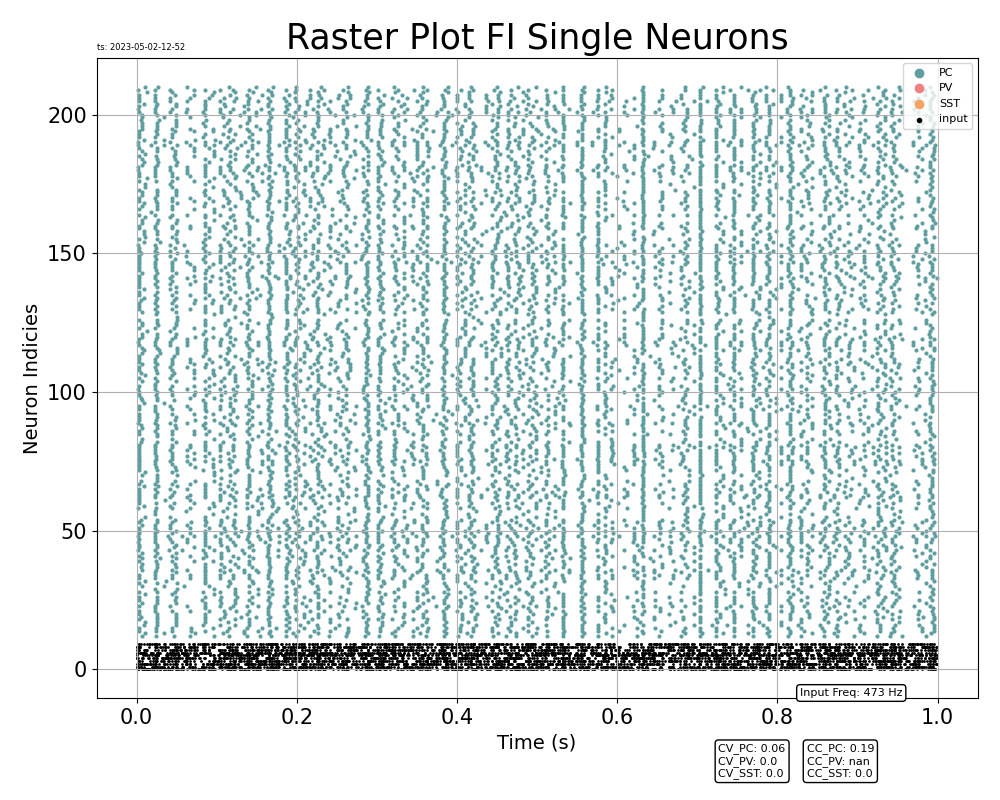 Raster Plot FI Single Neurons
ts: 2023-05-02-12-52
PC
PV
SST
input
200
150
100
50
0
Neuron Indicies
0.0 0.2 0.4 0.6 0.8 1.0
Time (s)
Input Freq: 473 Hz
CV_PC: 0.06
CV_PV: 0.0
CV_SST: 0.0
CC_PC: 0.19
CC_PV: nan
CC_SST: 0.0